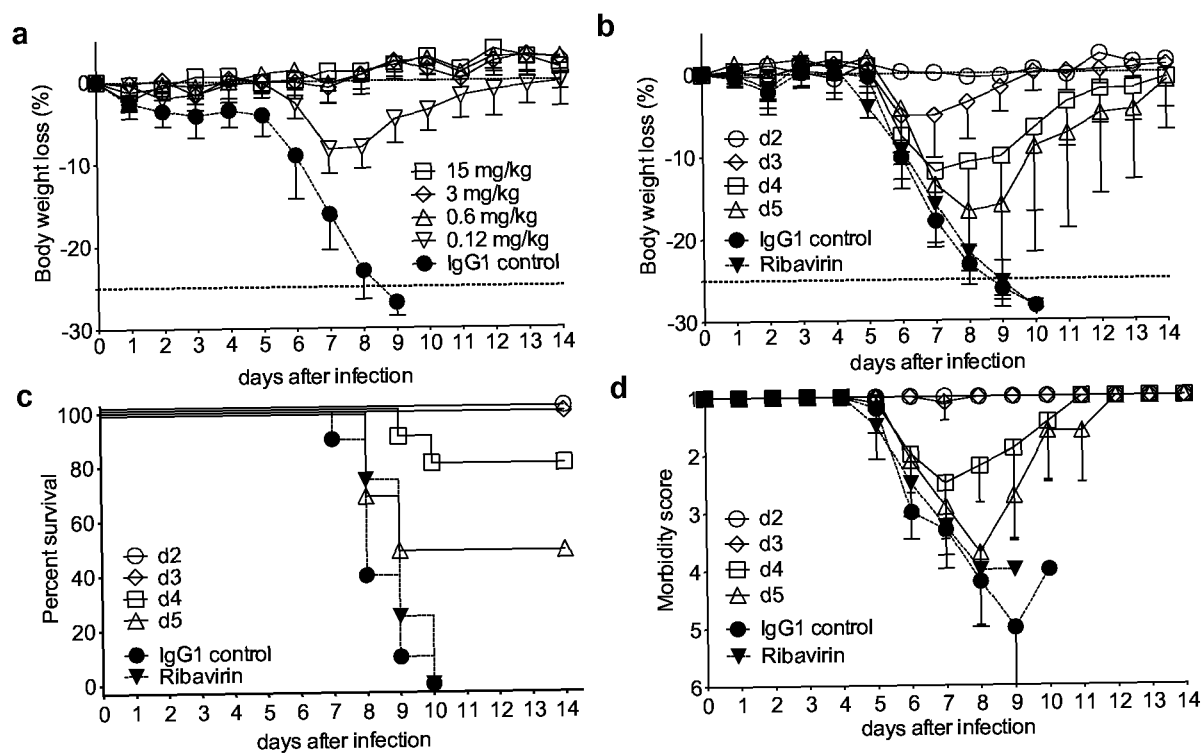 a
Body weight loss (%)
0
-10
-20
-30
15 mg/kg
3 mg/kg
0.6 mg/kg
0.12 mg/kg
IgG1 control
0 1 2 3 4 5 6 7 8 9 10 11 12 13 14
days after infection
b
Body weight loss (%)
0
-10
-20
-30
d2
d3
d4
d5
IgG1 control
Ribavirin
0 1 2 3 4 5 6 7 8 9 10 11 12 13 14
days after infection
c
Percent survival
100
80
60
40
20
0
d2
d3
d4
d5
IgG1 control
Ribavirin
0 1 2 3 4 5 6 7 8 9 10 11 12 13 14
days after infection
d
Morbidity score
1
2
3
4
5
6
d2
d3
d4
d5
IgG1 control
Ribavirin
0 1 2 3 4 5 6 7 8 9 10 11 12 13 14
days after infection